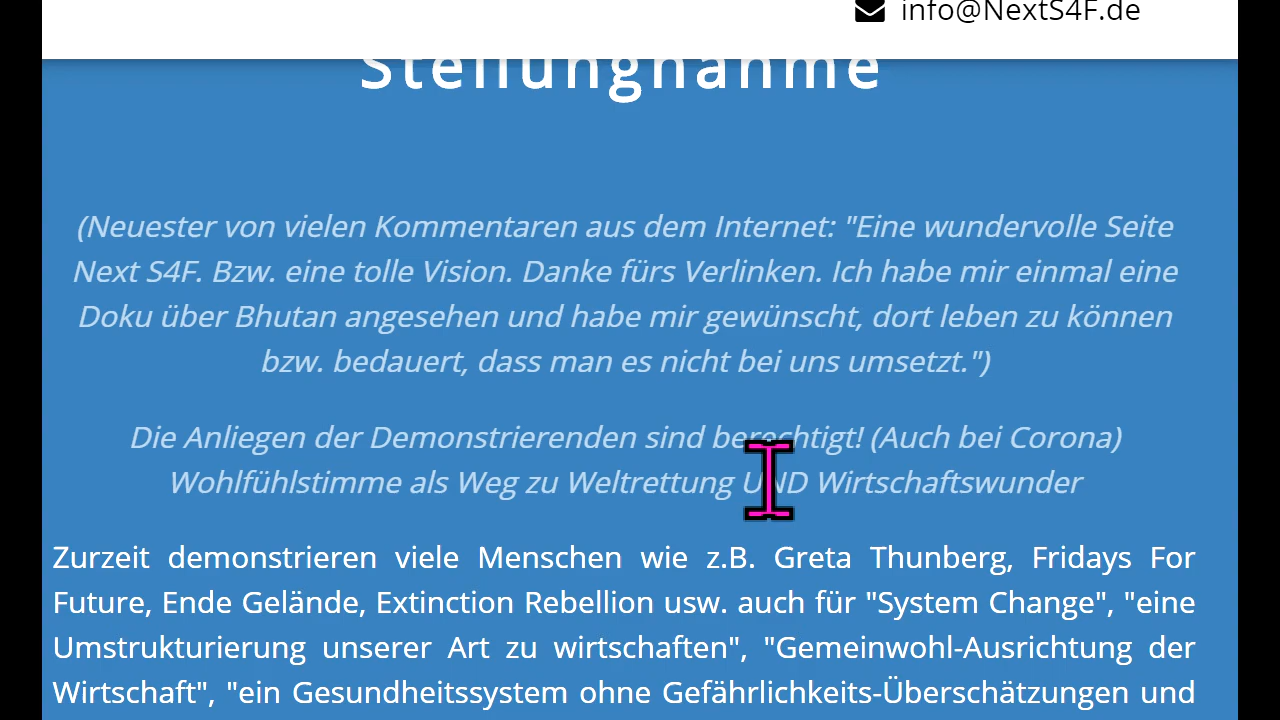 info@NextS4F.de
Stellungnahme
(Neuester von vielen Kommentaren aus dem Internet: "Eine wundervolle Seite
Next S4F. Bzw. eine tolle Vision. Danke fürs Verlinken. Ich habe mir einmal eine
Doku über Bhutan angesehen und habe mir gewünscht, dort leben zu können
bzw. bedauert, dass man es nicht bei uns umsetzt.")
Die Anliegen der Demonstrierenden sind berechtigt! (Auch bei Corona)
Wohlfühlstimme als Weg zu Weltrettung UND Wirtschaftswunder
Zurzeit demonstrieren viele Menschen wie z.B. Greta Thunberg, Fridays For
Future, Ende Gelände, Extinction Rebellion usw. auch für "System Change", "eine
Umstrukturierung unserer Art zu wirtschaften", "Gemeinwohl-Ausrichtung der
Wirtschaft", "ein Gesundheitssystem ohne Gefährlichkeits-Überschätzungen und